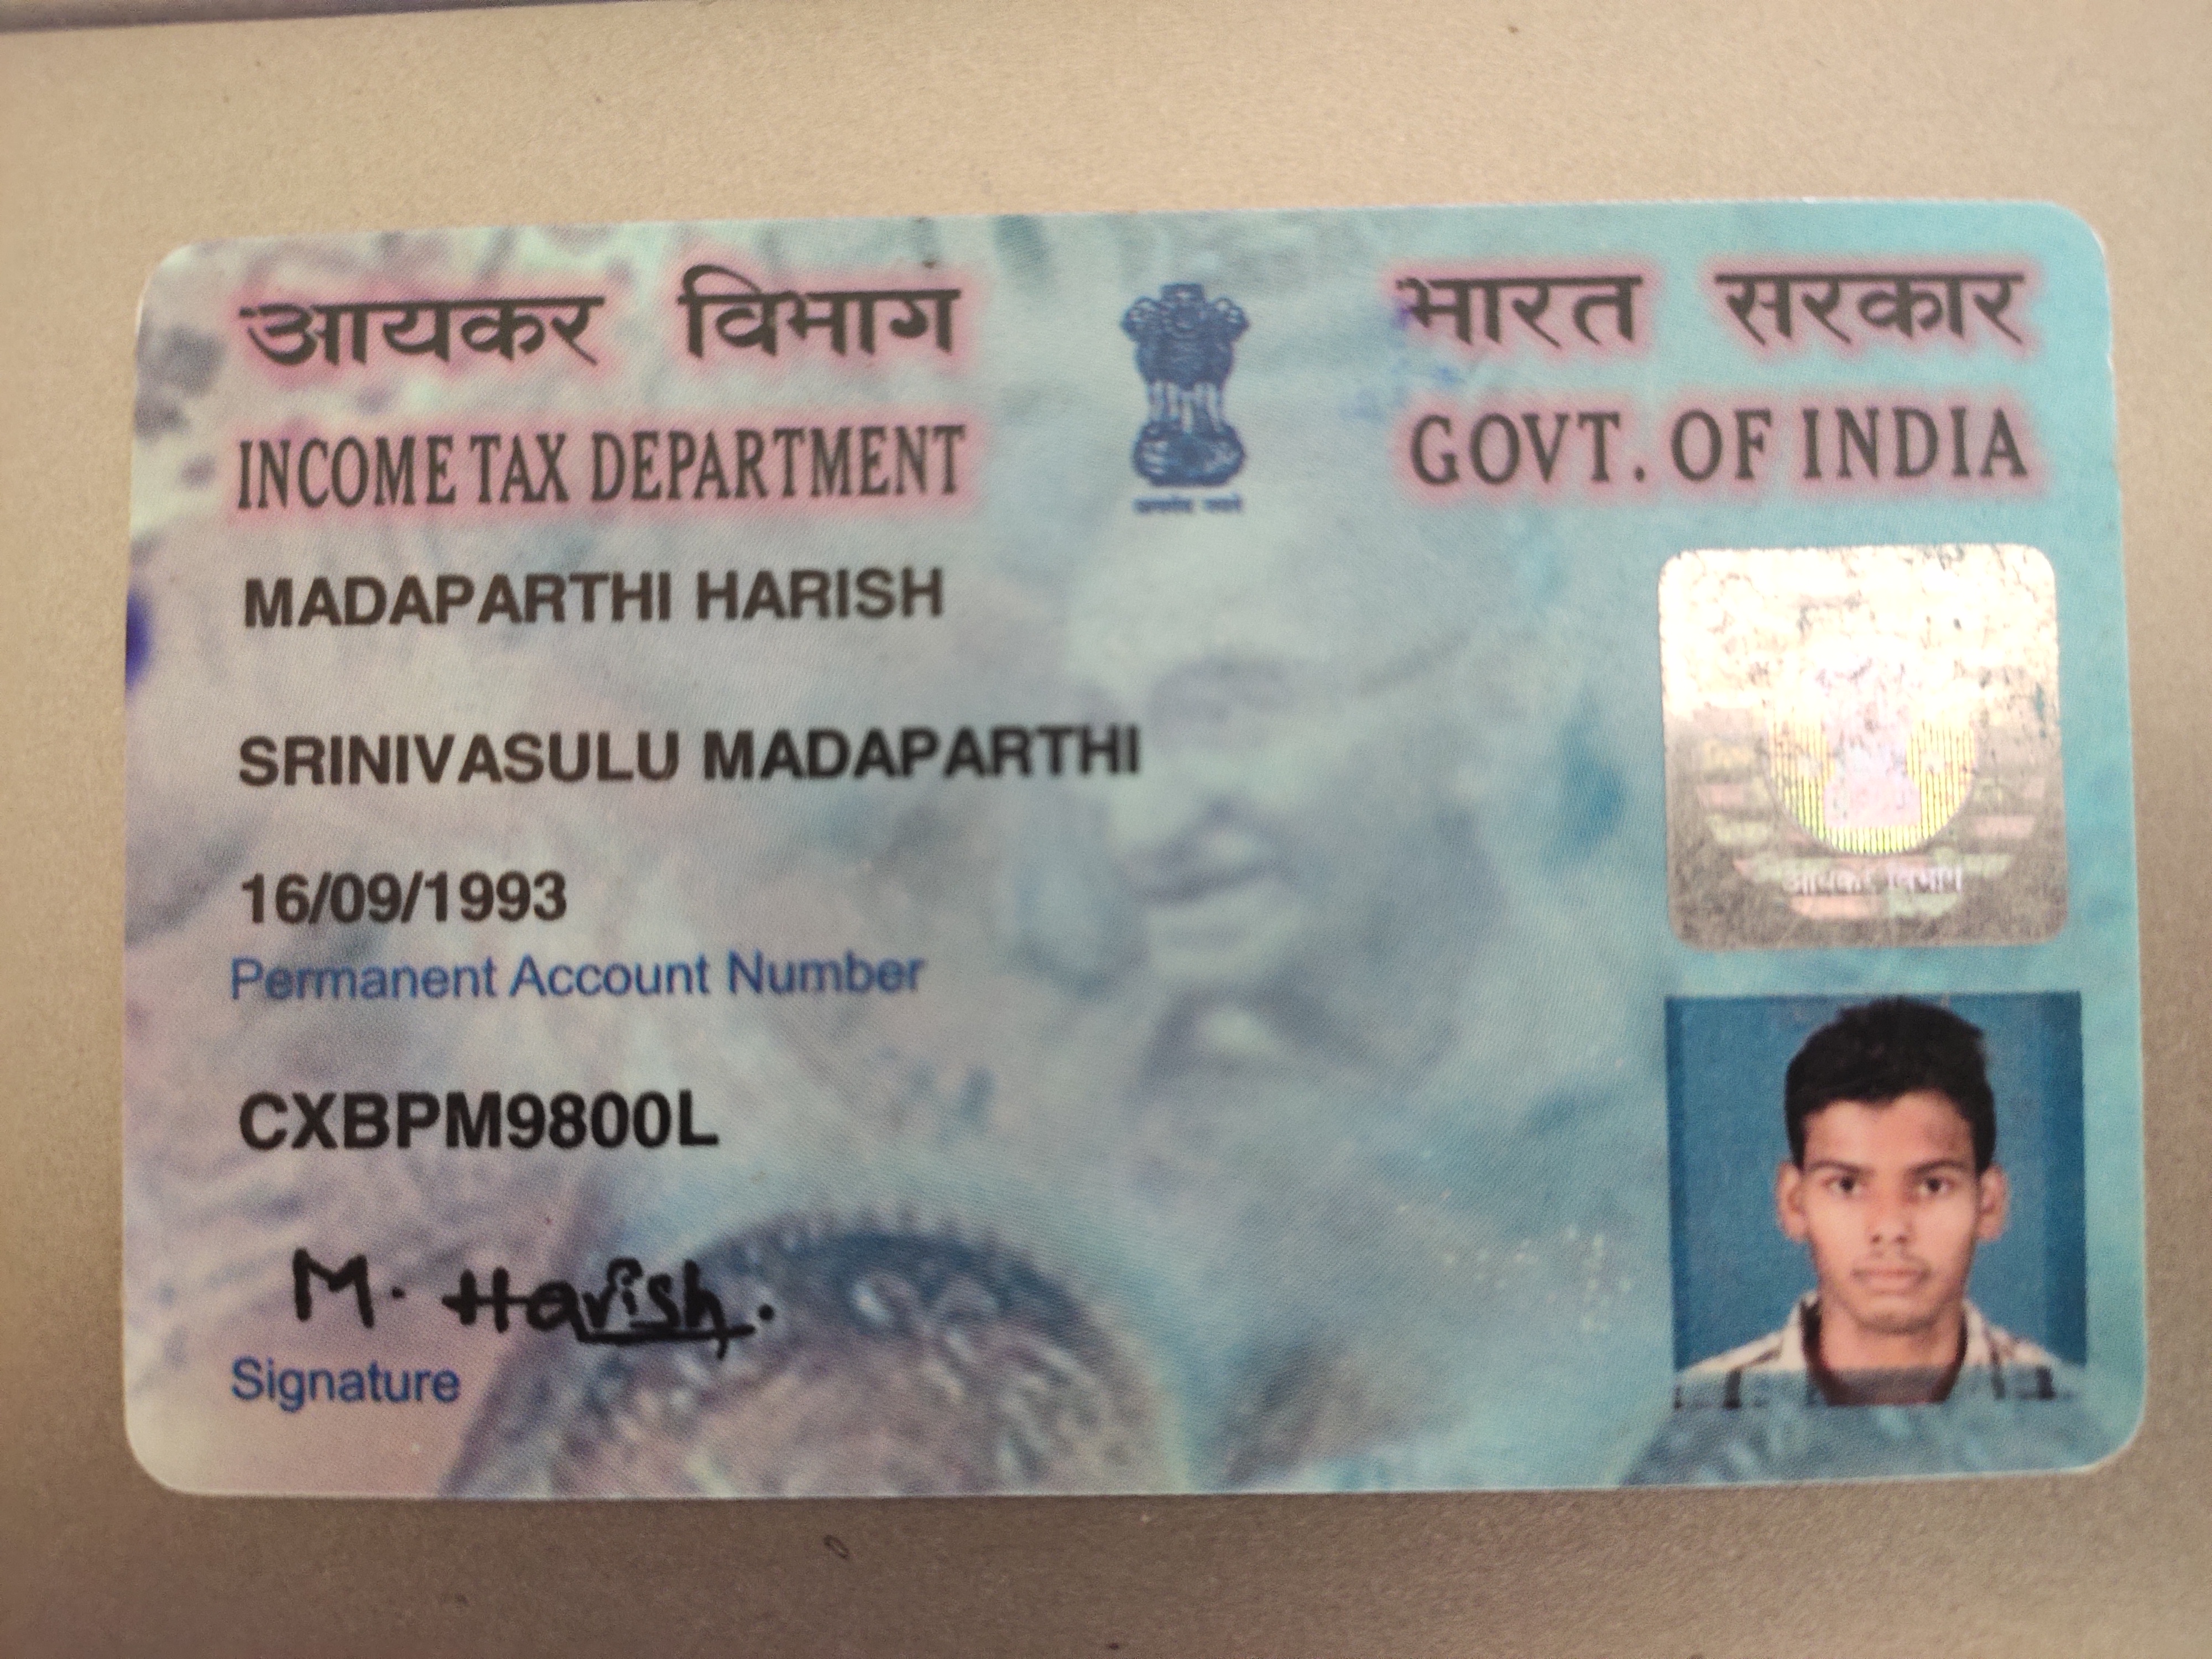 आयकर विभाग
INCOME TAX DEPARTMENT
भारत सरकार
GOVT. OF INDIA
MADAPARTHI HARISH
SRINIVASULU MADAPARTHI
16/09/1993
Permanent Account Number
CXBPM9800L
M. Harish.
Signature